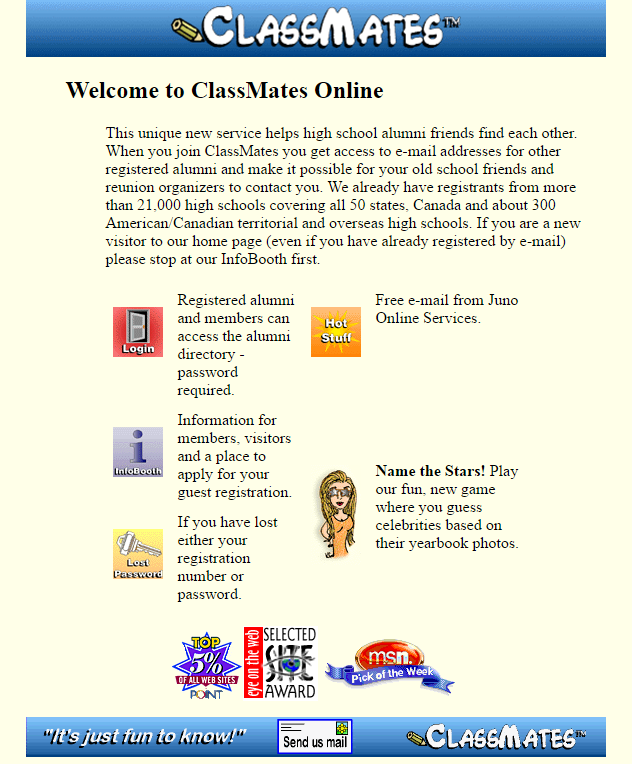 CLASSMATES™
Welcome to ClassMates Online
This unique new service helps high school alumni friends find each other.
When you join ClassMates you get access to e-mail addresses for other
registered alumni and make it possible for your old school friends and
reunion organizers to contact you. We already have registrants from more
than 21,000 high schools covering all 50 states, Canada and about 300
American/Canadian territorial and overseas high schools. If you are a new
visitor to our home page (even if you have already registered by e-mail)
please stop at our InfoBooth first.
Login
Registered alumni
and members can
access the alumni
directory -
password
required.
Hot
Stuff
Free e-mail from Juno
Online Services.
i
InfoBooth
Information for
members, visitors
and a place to
apply for your
guest registration.
Name the Stars! Play
our fun, new game
where you guess
celebrities based on
their yearbook photos.
Lost
Password
If you have lost
either your
registration
number or
password.
TOP
5%
OF ALL WEB SITES
POINT
eye on the web
SELECTED
SITE
AWARD
msn.
Pick of the Week
"It's just fun to know!"
Send us mail
CLASSMATES™